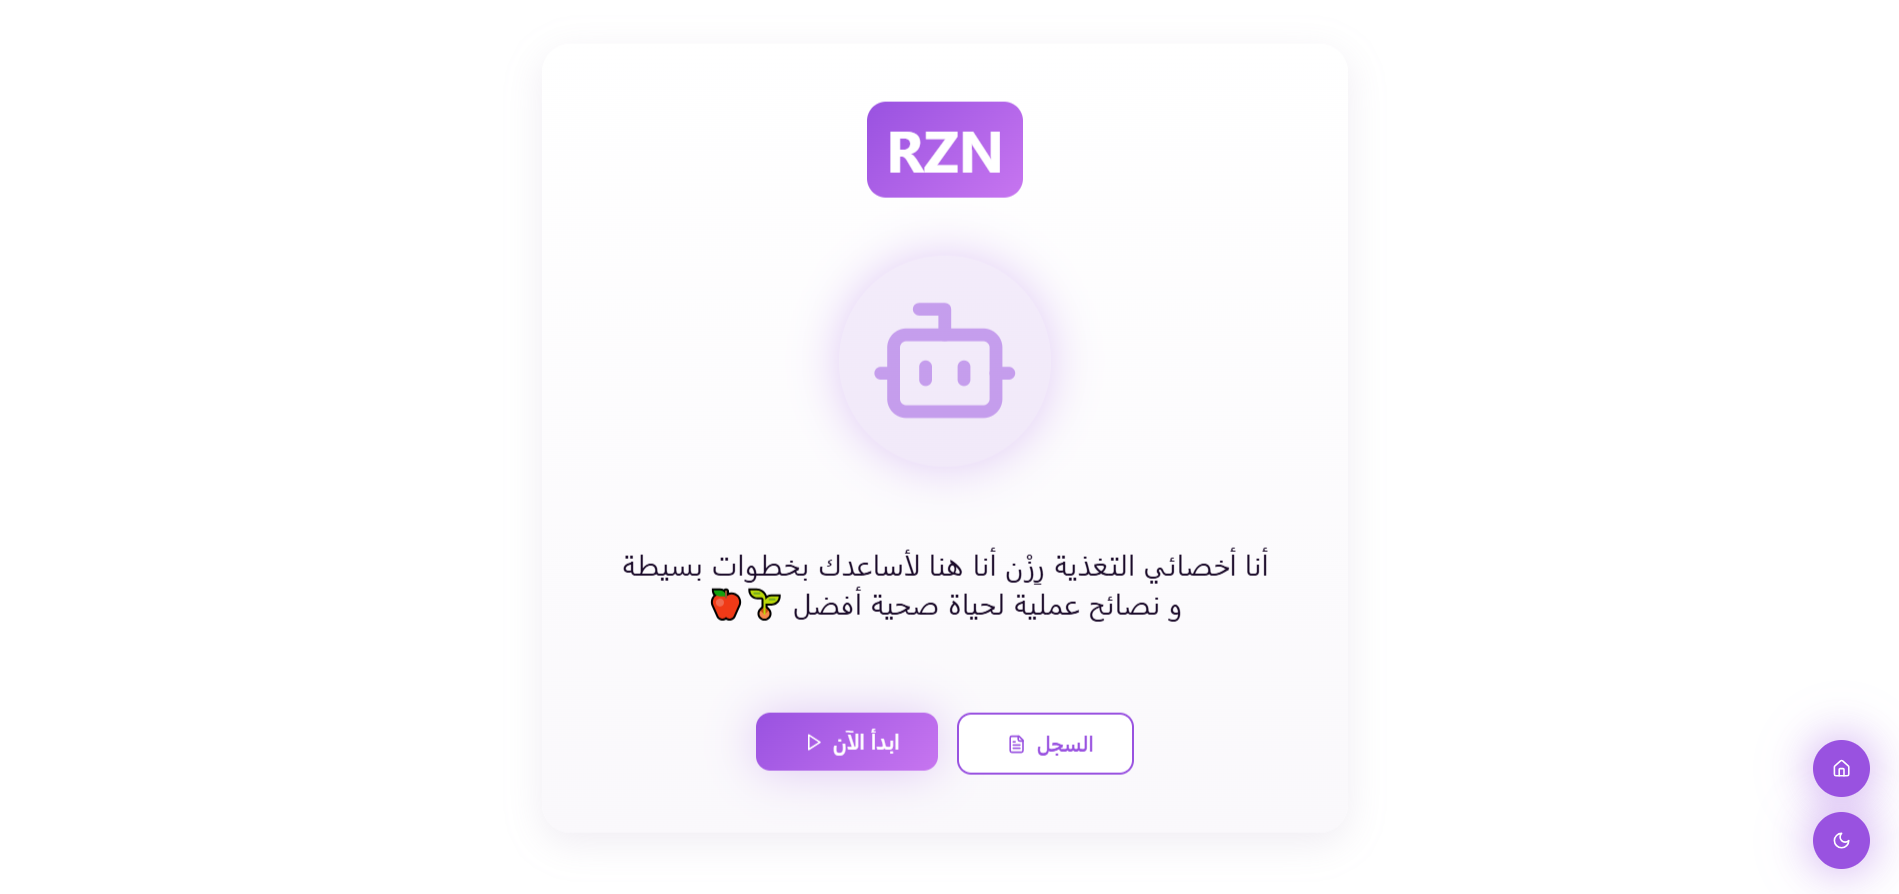 RZN
أنا أخصائي التغذية رِزْن أنا هنا لأساعدك بخطوات بسيطة
و نصائح عملية لحياة صحية أفضل 🌱🍎
السجل
ابدأ الآن